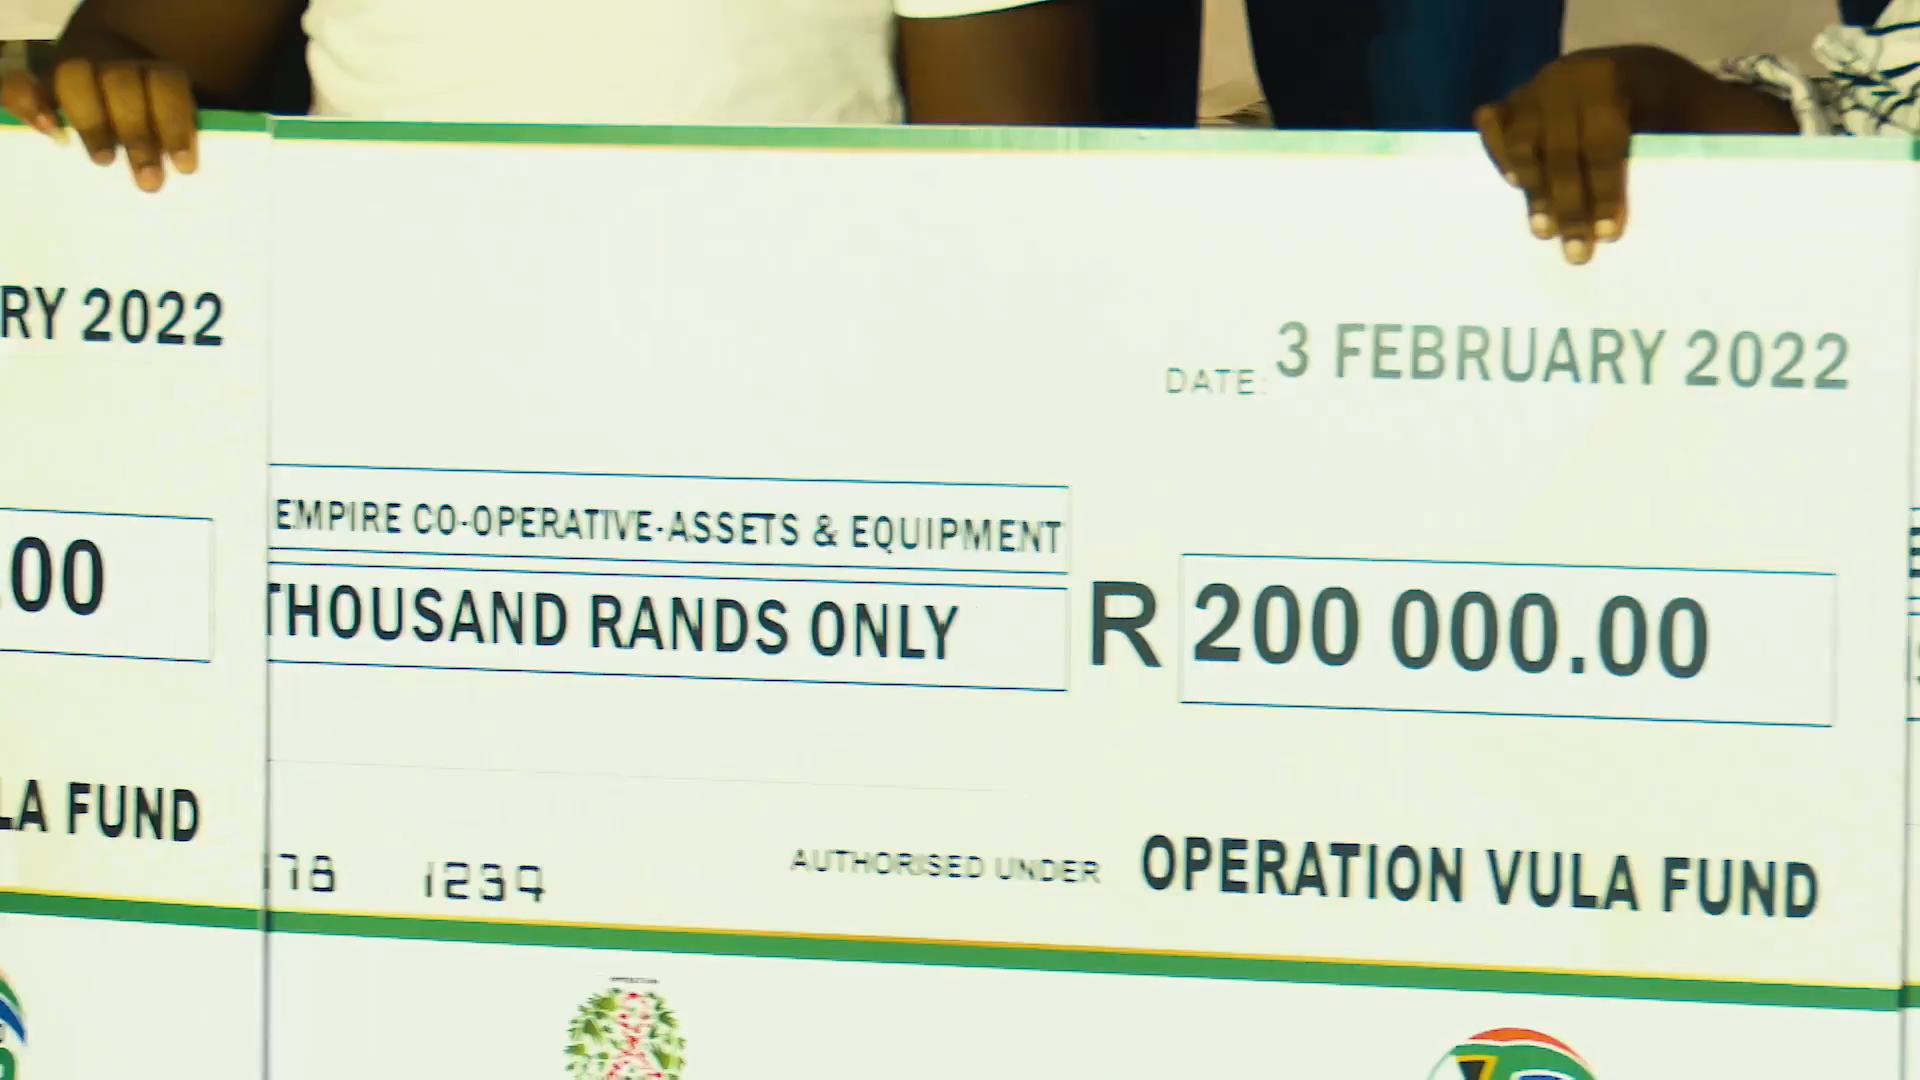 RY 2022
.00
LA FUND
DATE: 3 FEBRUARY 2022
EMPIRE CO-OPERATIVE-ASSETS & EQUIPMENT
THOUSAND RANDS ONLY
R 200 000.00
178 1234
AUTHORISED UNDER OPERATION VULA FUND